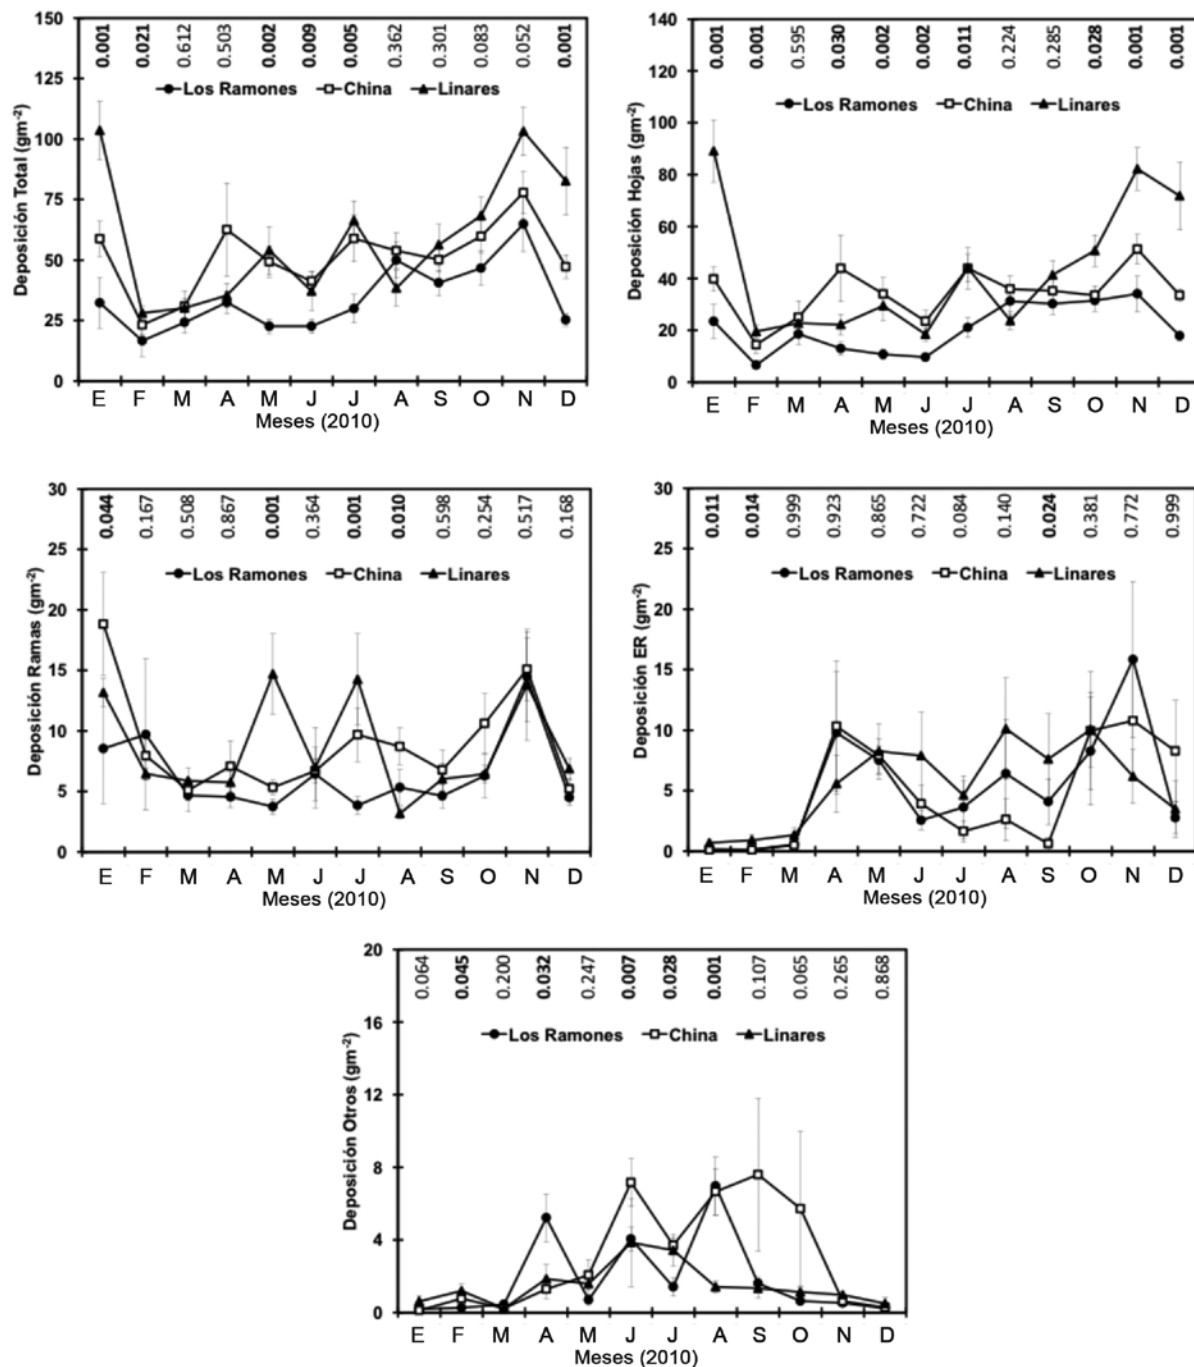 0.001 0.021 0.612 0.503 0.002 0.009 0.005 0.362 0.301 0.083 0.052 0.001
Los Ramones China Linares
Deposición Total (gm⁻²)
150
125
100
75
50
25
0
E F M A M J J A S O N D
Meses (2010)
0.001 0.001 0.595 0.030 0.002 0.002 0.011 0.224 0.285 0.028 0.001 0.001
Los Ramones China Linares
Deposición Hojas (gm⁻²)
140
120
100
80
60
40
20
0
E F M A M J J A S O N D
Meses (2010)
0.044 0.167 0.508 0.867 0.001 0.364 0.001 0.010 0.598 0.254 0.517 0.168
Los Ramones China Linares
Deposición Ramas (gm⁻²)
30
25
20
15
10
5
0
E F M A M J J A S O N D
Meses (2010)
0.011 0.014 0.999 0.923 0.865 0.722 0.084 0.140 0.024 0.381 0.772 0.999
Los Ramones China Linares
Deposición ER (gm⁻²)
30
25
20
15
10
5
0
E F M A M J J A S O N D
Meses (2010)
0.064 0.045 0.200 0.032 0.247 0.007 0.028 0.001 0.107 0.065 0.265 0.868
Los Ramones China Linares
Deposición Otros (gm⁻²)
20
16
12
8
4
0
E F M A M J J A S O N D
Meses (2010)